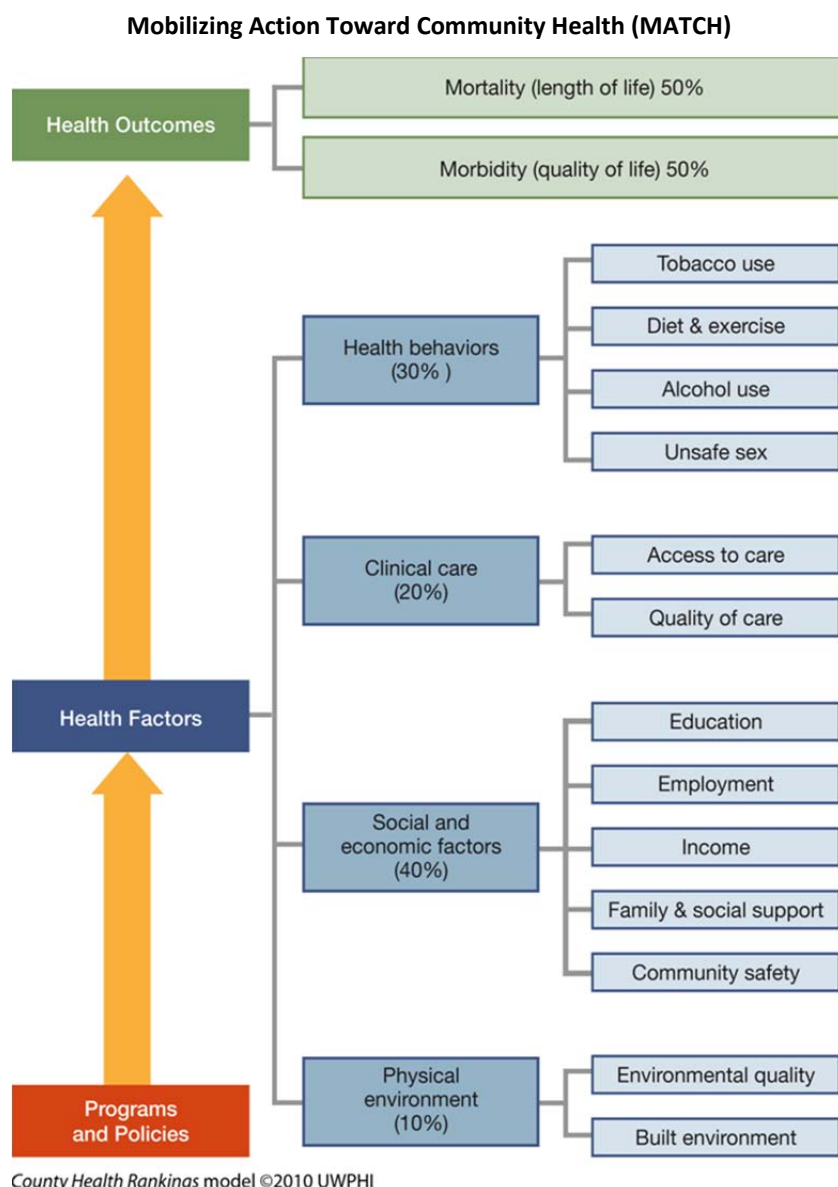 Mobilizing Action Toward Community Health (MATCH)
Health Outcomes
Mortality (length of life) 50%
Morbidity (quality of life) 50%
Health Factors
Health behaviors
(30% )
Tobacco use
Diet & exercise
Alcohol use
Unsafe sex
Clinical care
(20%)
Access to care
Quality of care
Social and
economic factors
(40%)
Education
Employment
Income
Family & social support
Community safety
Physical
environment
(10%)
Environmental quality
Built environment
Programs
and Policies
County Health Rankings model ©2010 UWPHI